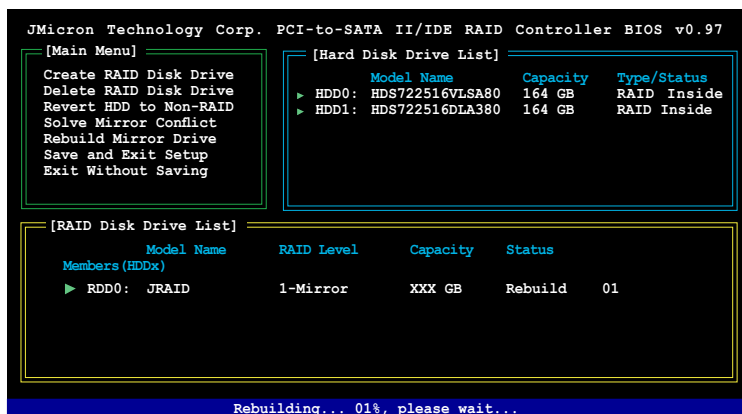 JMicron Technology Corp. PCI-to-SATA II/IDE RAID Controller BIOS v0.97
[Main Menu]
Create RAID Disk Drive
Delete RAID Disk Drive
Revert HDD to Non-RAID
Solve Mirror Conflict
Rebuild Mirror Drive
Save and Exit Setup
Exit Without Saving
[Hard Disk Drive List]
Model Name Capacity Type/Status
HDD0: HDS722516VLSA80 164 GB RAID Inside
HDD1: HDS722516DLA380 164 GB RAID Inside
[RAID Disk Drive List]
Model Name RAID Level Capacity Status
Members(HDDx)
RDD0: JRAID 1-Mirror XXX GB Rebuild 01
Rebuilding... 01%, please wait...